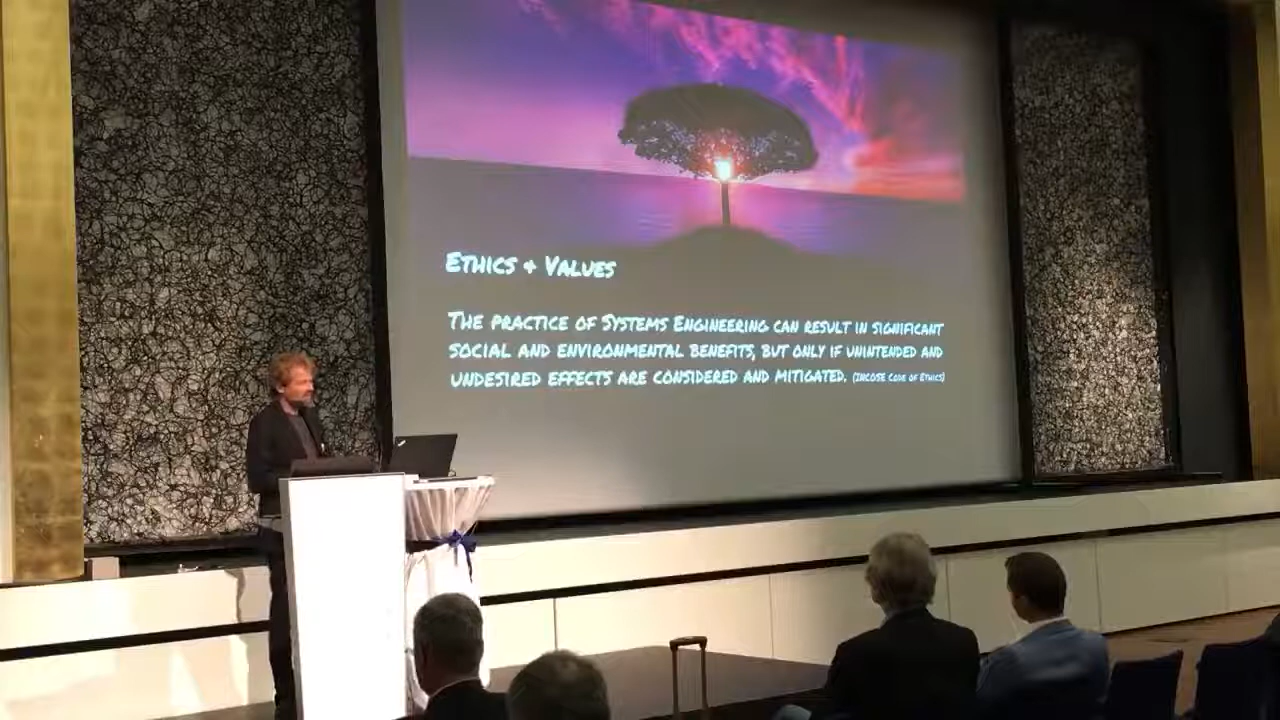 Ethics + Values
The practice of Systems Engineering can result in significant
social and environmental benefits, but only if unintended and
undesired effects are considered and mitigated. (INCOSE Code of Ethics)